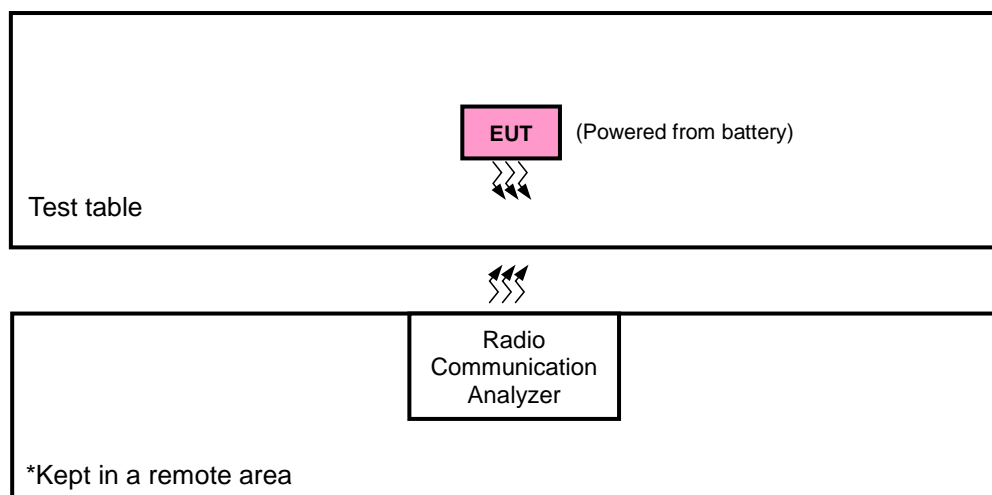 EUT
(Powered from battery)
Test table
Radio
Communication
Analyzer
*Kept in a remote area